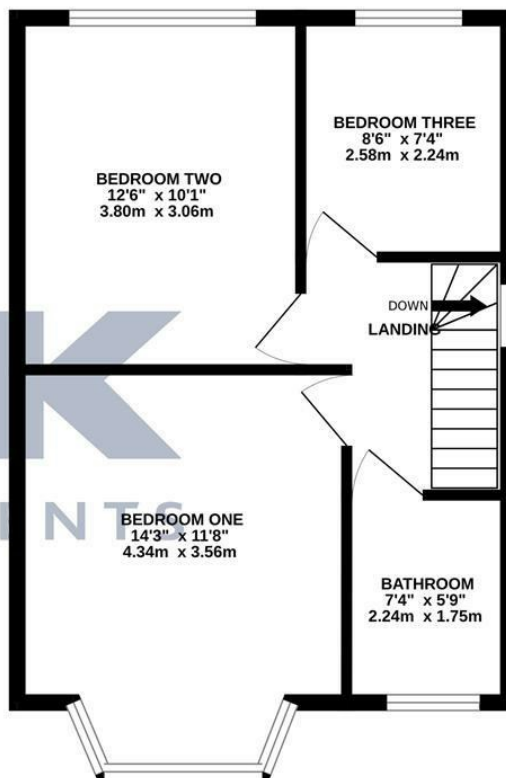 BEDROOM THREE
8'6" x 7'4"
2.58m x 2.24m
BEDROOM TWO
12'6" x 10'1"
3.80m x 3.06m
DOWN
LANDING
K
ENTS
BEDROOM ONE
14'3" x 11'8"
4.34m x 3.56m
BATHROOM
7'4" x 5'9"
2.24m x 1.75m